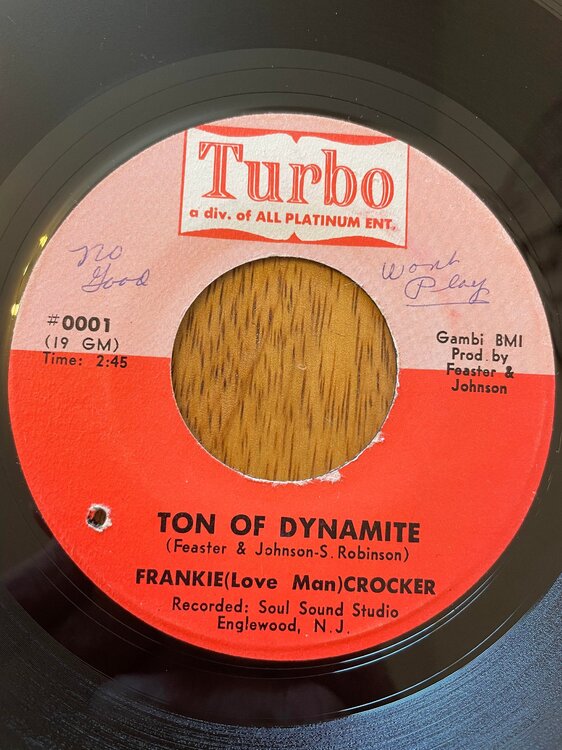 Turbo
a div. of ALL PLATINUM ENT.
No
Good
Wont
Play
#0001
(19 GM)
Time: 2:45
Gambi BMI
Prod. by
Feaster &
Johnson
TON OF DYNAMITE
(Feaster & Johnson-S. Robinson)
FRANKIE(Love Man)CROCKER
Recorded: Soul Sound Studio
Englewood, N.J.